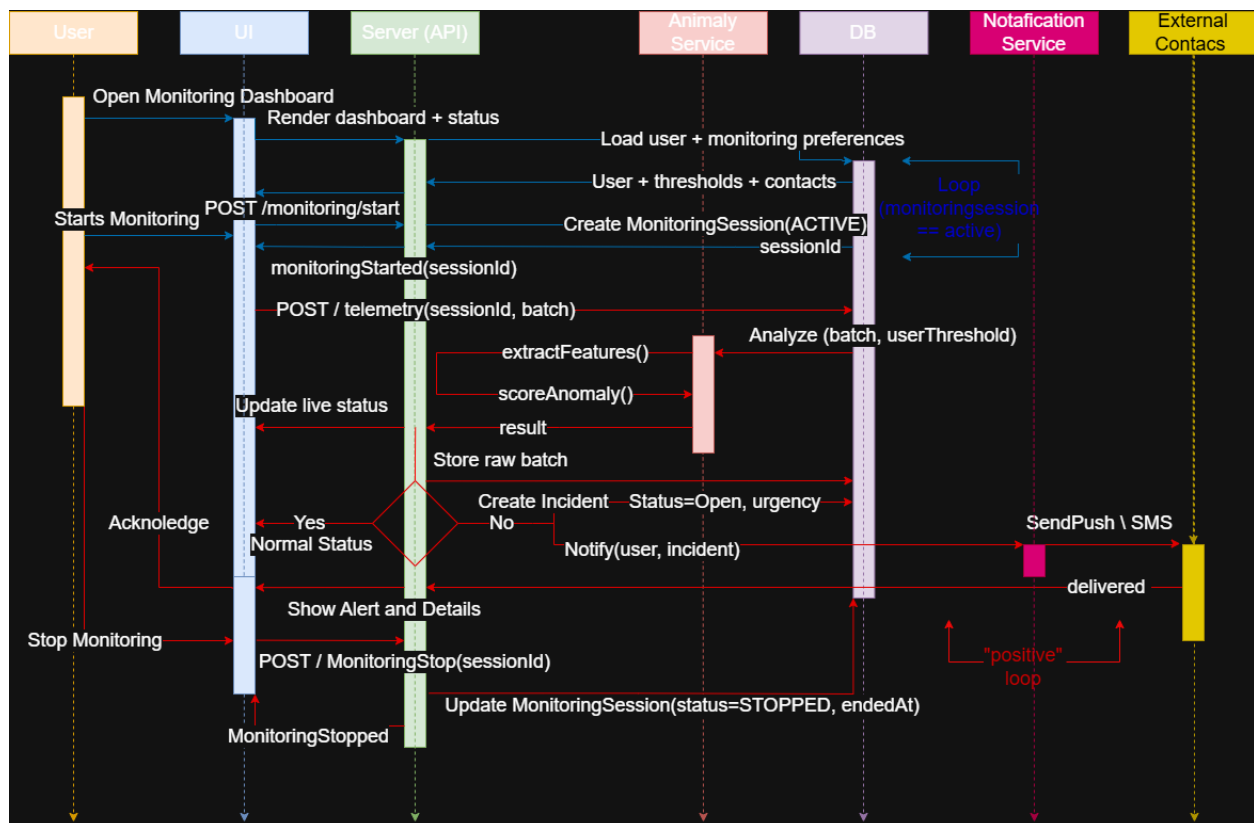 User
UI
Server (API)
Animaly
Service
DB
Notafication
Service
External
Contacs
Open Monitoring Dashboard
Render dashboard + status
Load user + monitoring preferences
User + thresholds + contacts
Loop
(monitoringsession
== active)
POST /monitoring/start
Starts Monitoring
Create MonitoringSession(ACTIVE)
sessionId
monitoringStarted(sessionId)
POST / telemetry(sessionId, batch)
Analyze (batch, userThreshold)
extractFeatures()
scoreAnomaly()
Update live status
result
Store raw batch
Create Incident
Status=Open, urgency
Acknoledge
Yes
No
SendPush \ SMS
Normal Status
Notify(user, incident)
delivered
Show Alert and Details
Stop Monitoring
POST / MonitoringStop(sessionId)
"positive"
loop
Update MonitoringSession(status=STOPPED, endedAt)
MonitoringStopped